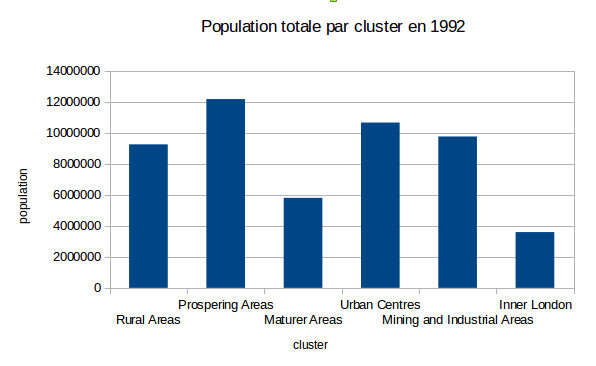 Population totale par cluster en 1992
14000000
12000000
10000000
8000000
6000000
4000000
2000000
0
population
Prospering Areas Urban Centres Inner London
Rural Areas Maturer Areas Mining and Industrial Areas
cluster